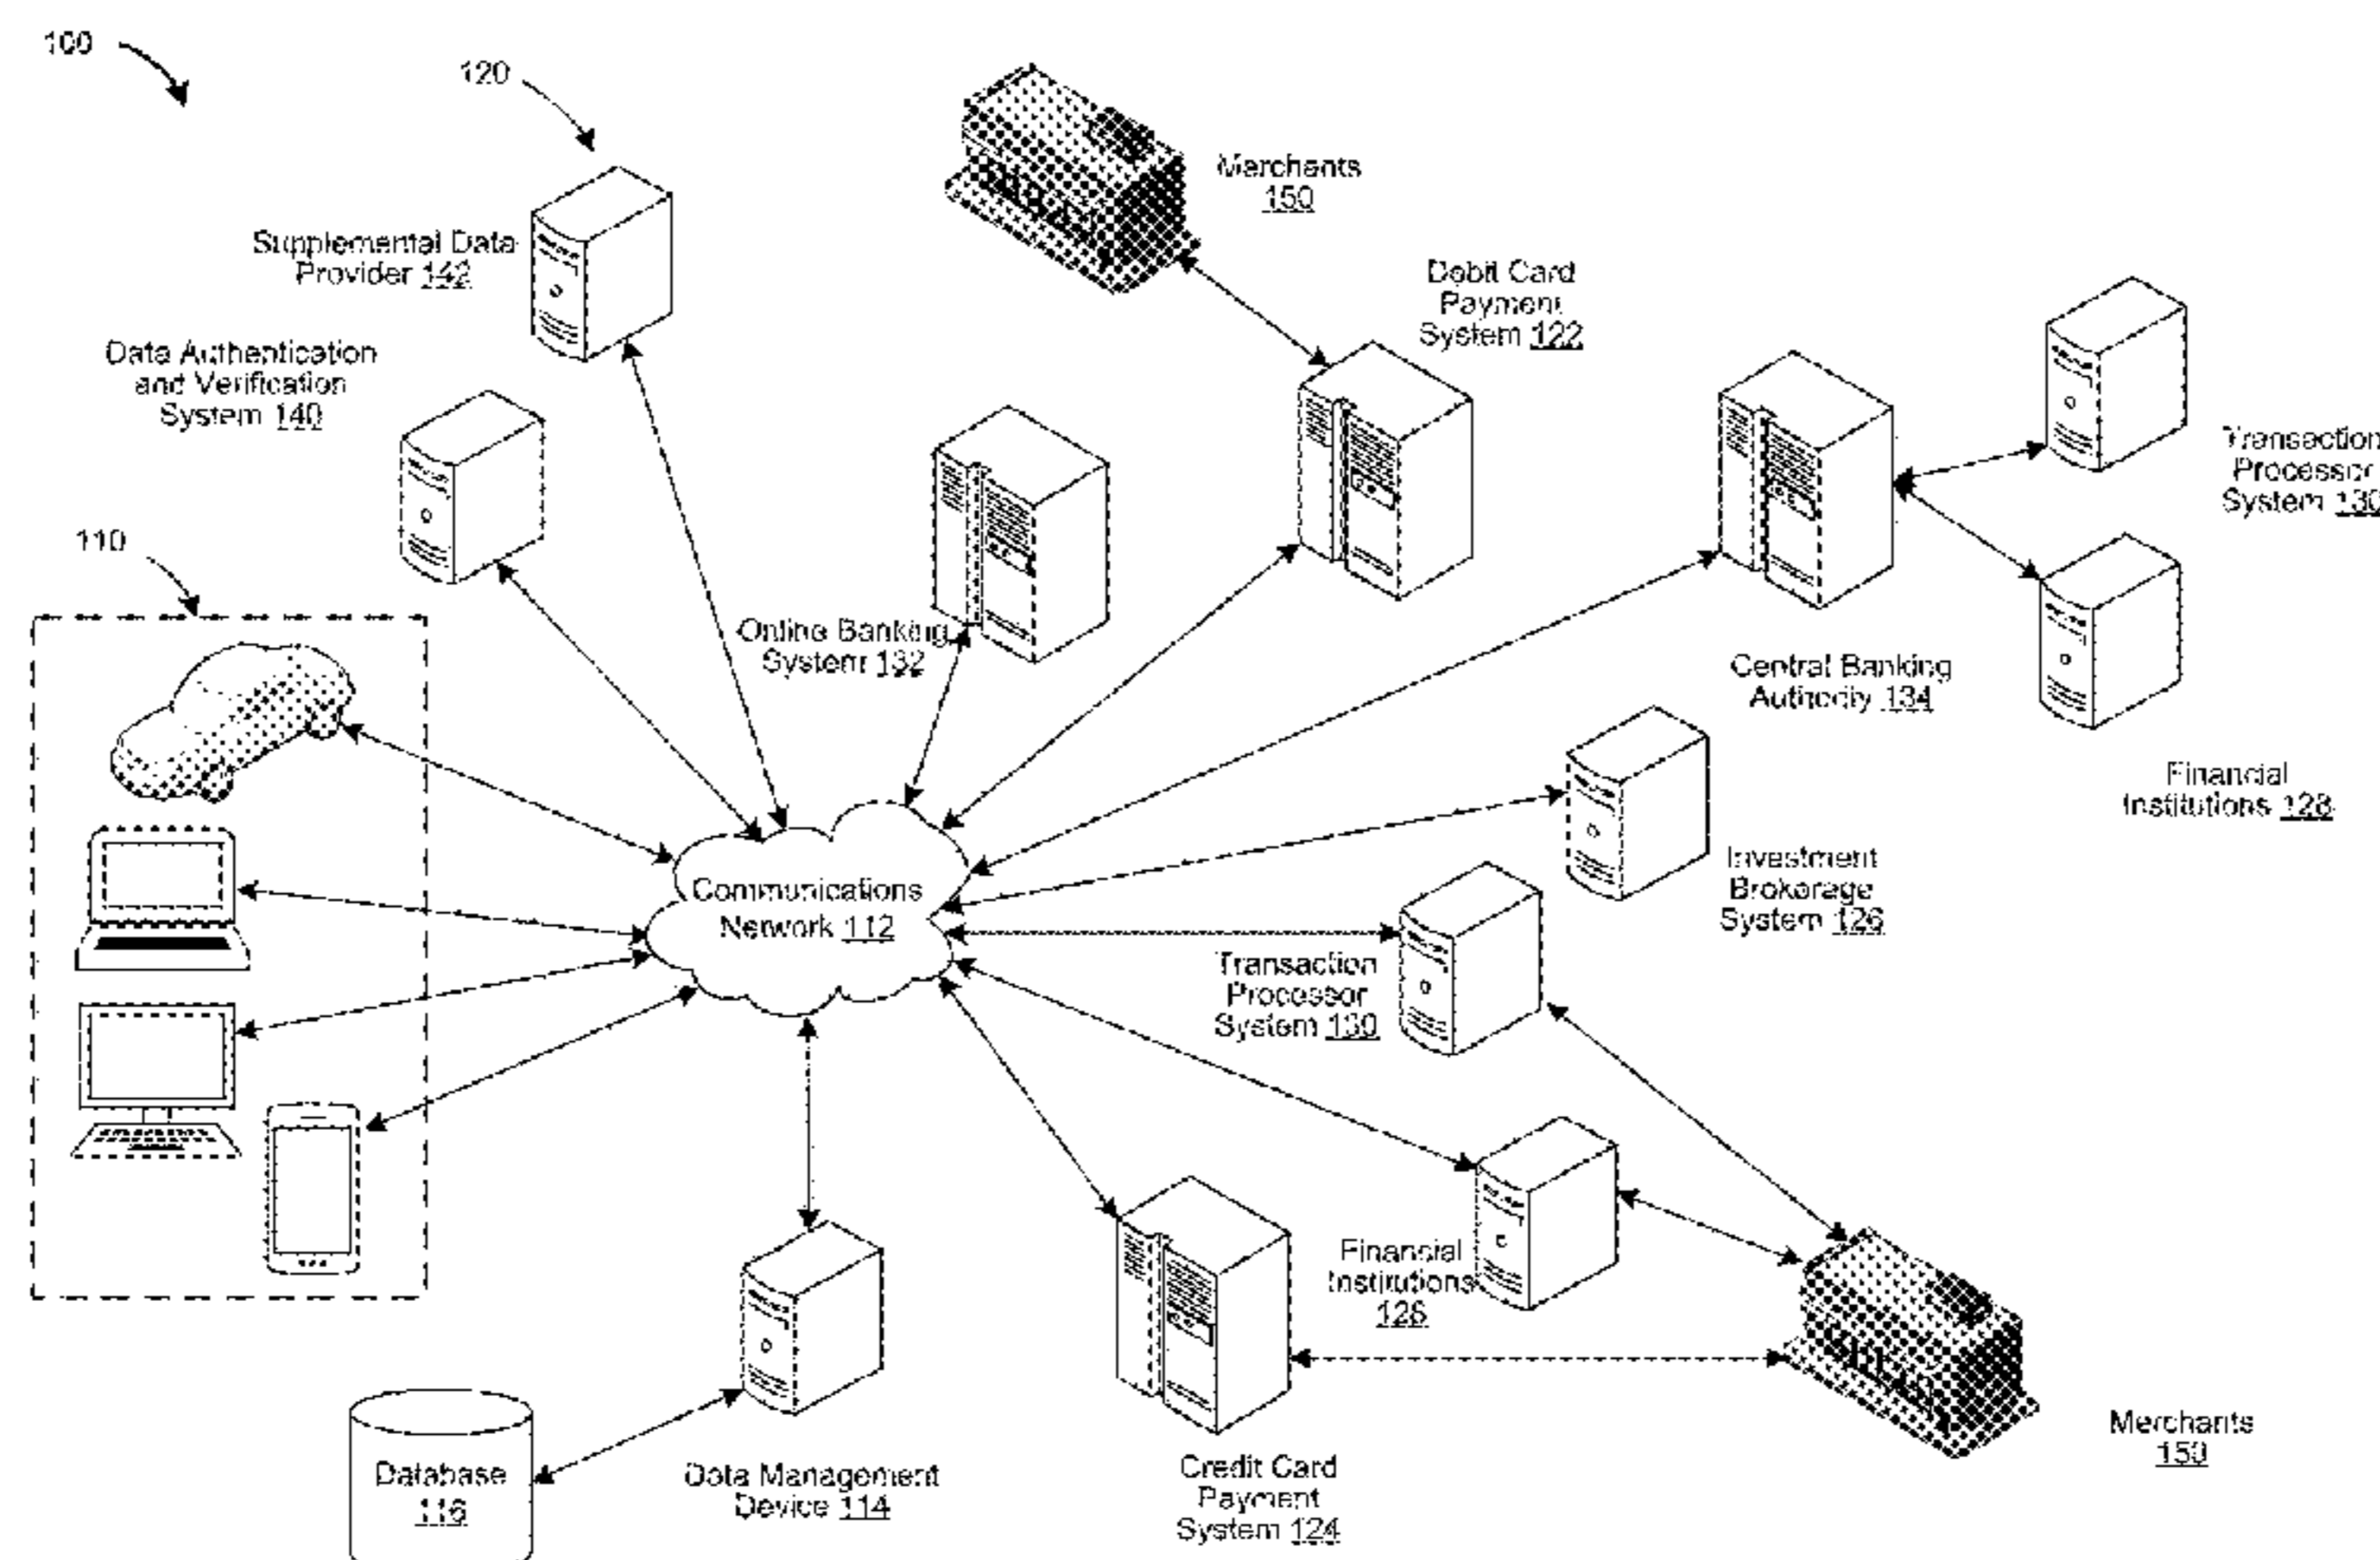 100
120
Merchants
150
Supplemental Data
Provider 142
Debit Card
Payment
System 122
Data Authentication
and Verification
System 140
Transaction
Processor
System 130
110
Online Banking
System 132
Central Banking
Authority 134
Financial
Institutions 128
Communications
Network 112
Investment
Brokerage
System 126
Transaction
Processor
System 130
Financial
Institutions
128
Merchants
150
Database
116
Data Management
Device 114
Credit Card
Payment
System 124